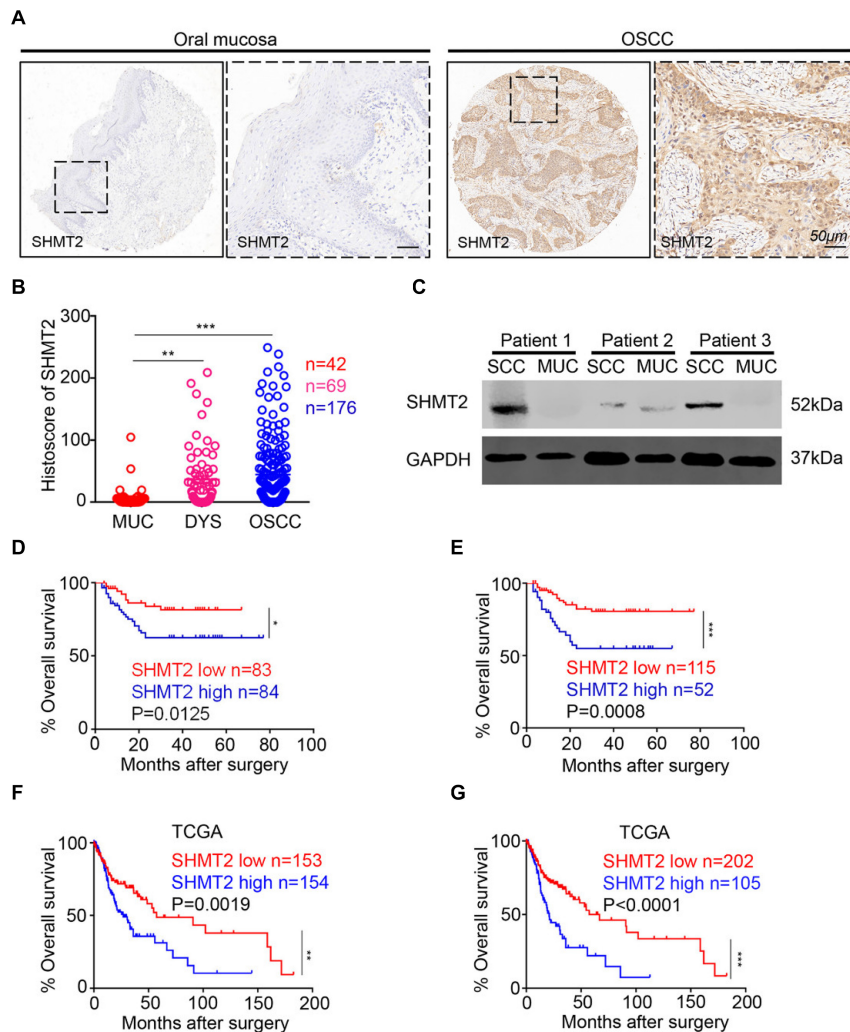 A
Oral mucosa
OSCC
SHMT2
SHMT2
SHMT2
SHMT2
50μm
B
Histoscore of SHMT2
300
200
100
0
MUC
DYS
OSCC
**
***
n=42
n=69
n=176
C
Patient 1
Patient 2
Patient 3
SCC MUC SCC MUC SCC MUC
SHMT2
52kDa
GAPDH
37kDa
D
% Overall survival
100
50
0
0 20 40 60 80 100
Months after surgery
SHMT2 low n=83
SHMT2 high n=84
P=0.0125
*
E
% Overall survival
100
50
0
0 20 40 60 80 100
Months after surgery
SHMT2 low n=115
SHMT2 high n=52
P=0.0008
***
F
TCGA
% Overall survival
100
50
0
0 50 100 150 200
Months after surgery
SHMT2 low n=153
SHMT2 high n=154
P=0.0019
**
G
TCGA
% Overall survival
100
50
0
0 50 100 150 200
Months after surgery
SHMT2 low n=202
SHMT2 high n=105
P<0.0001
***